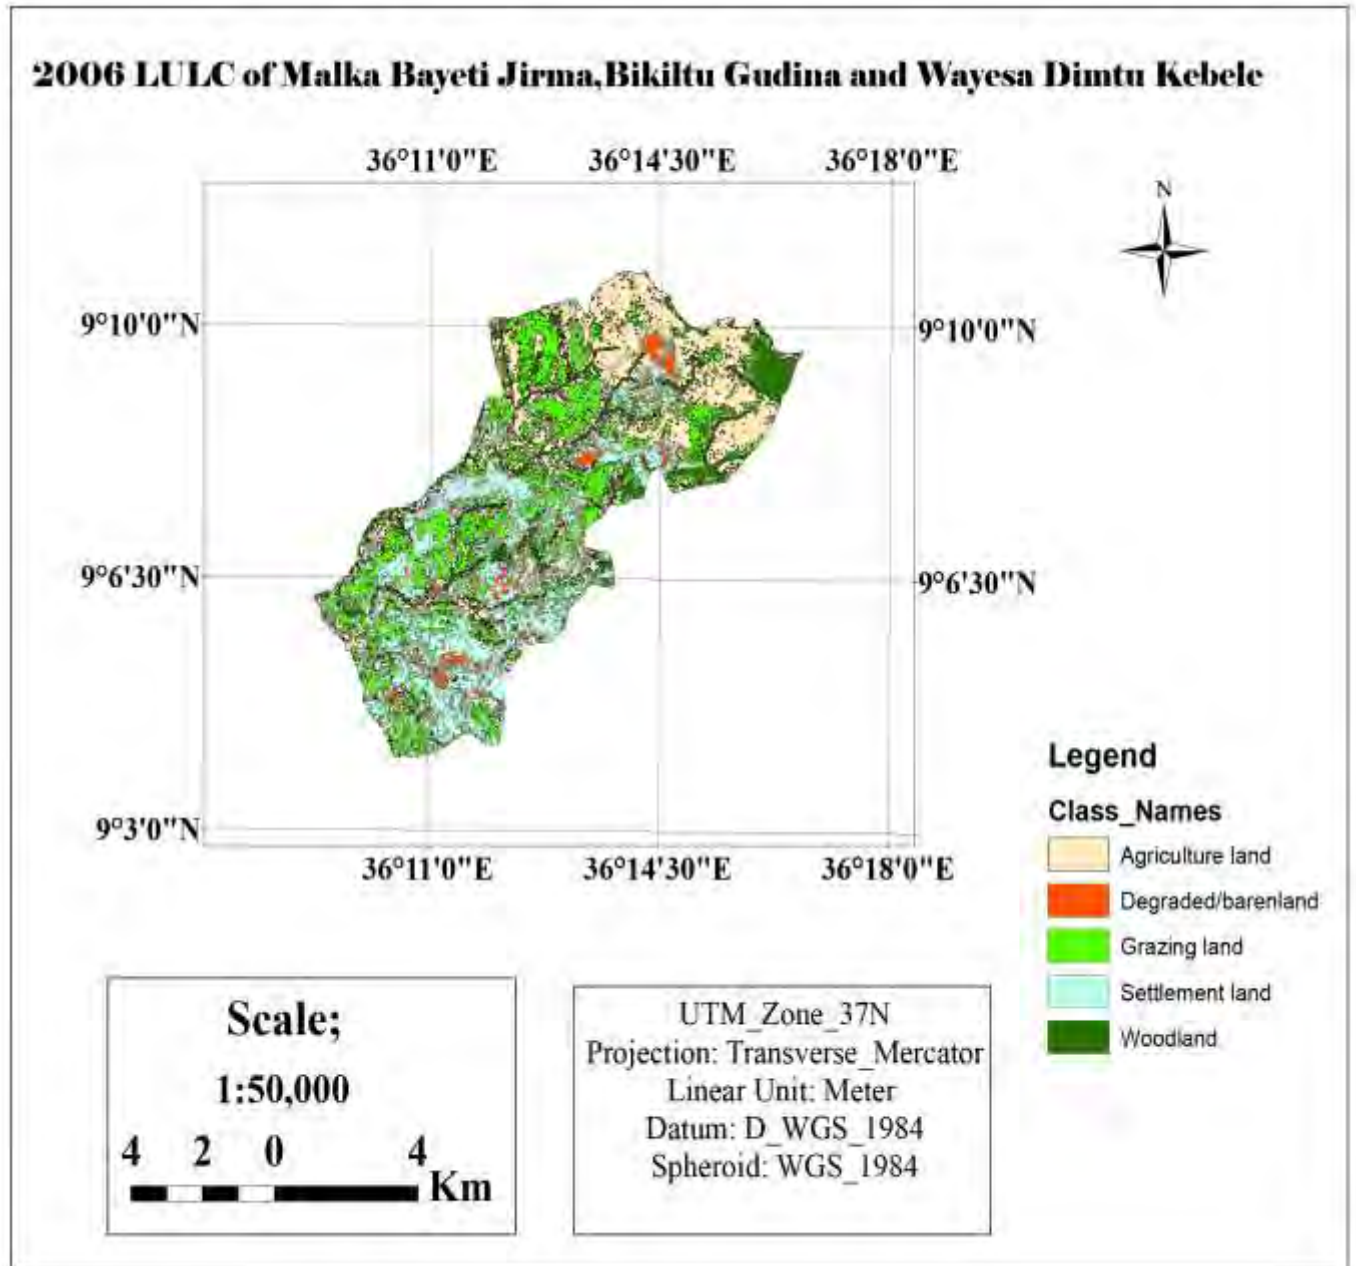 2006 LULC of Malka Bayeti Jirma,Bikiltu Gudina and Wayesa Dimtu Kebele
36°11'0"E 36°14'30"E 36°18'0"E
N
9°10'0"N 9°10'0"N
9°6'30"N 9°6'30"N
9°3'0"N
36°11'0"E 36°14'30"E 36°18'0"E
Legend
Class_Names
Agriculture land
Degraded/barenland
Grazing land
Settlement land
Woodland
Scale;
1:50,000
4 2 0 4
Km
UTM_Zone_37N
Projection: Transverse_Mercator
Linear Unit: Meter
Datum: D_WGS_1984
Spheroid: WGS_1984